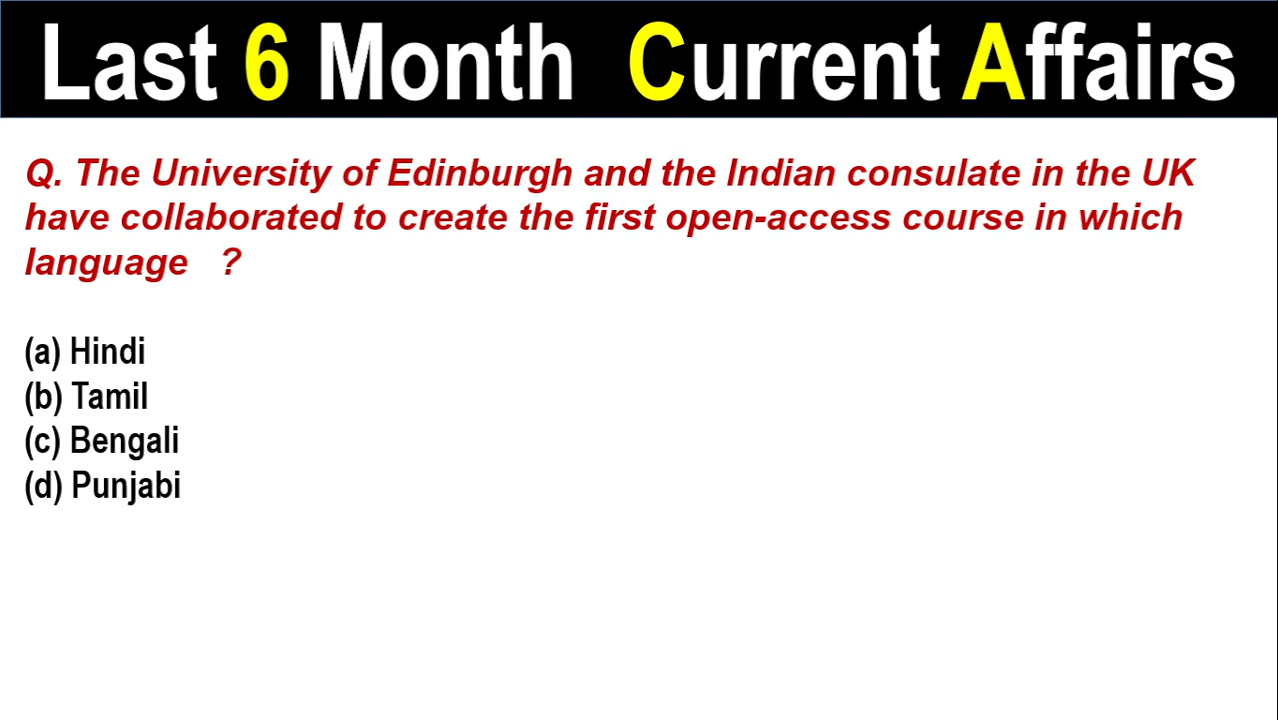 Last 6 Month Current Affairs
Q. The University of Edinburgh and the Indian consulate in the UK
have collaborated to create the first open-access course in which
language ?
(a) Hindi
(b) Tamil
(c) Bengali
(d) Punjabi